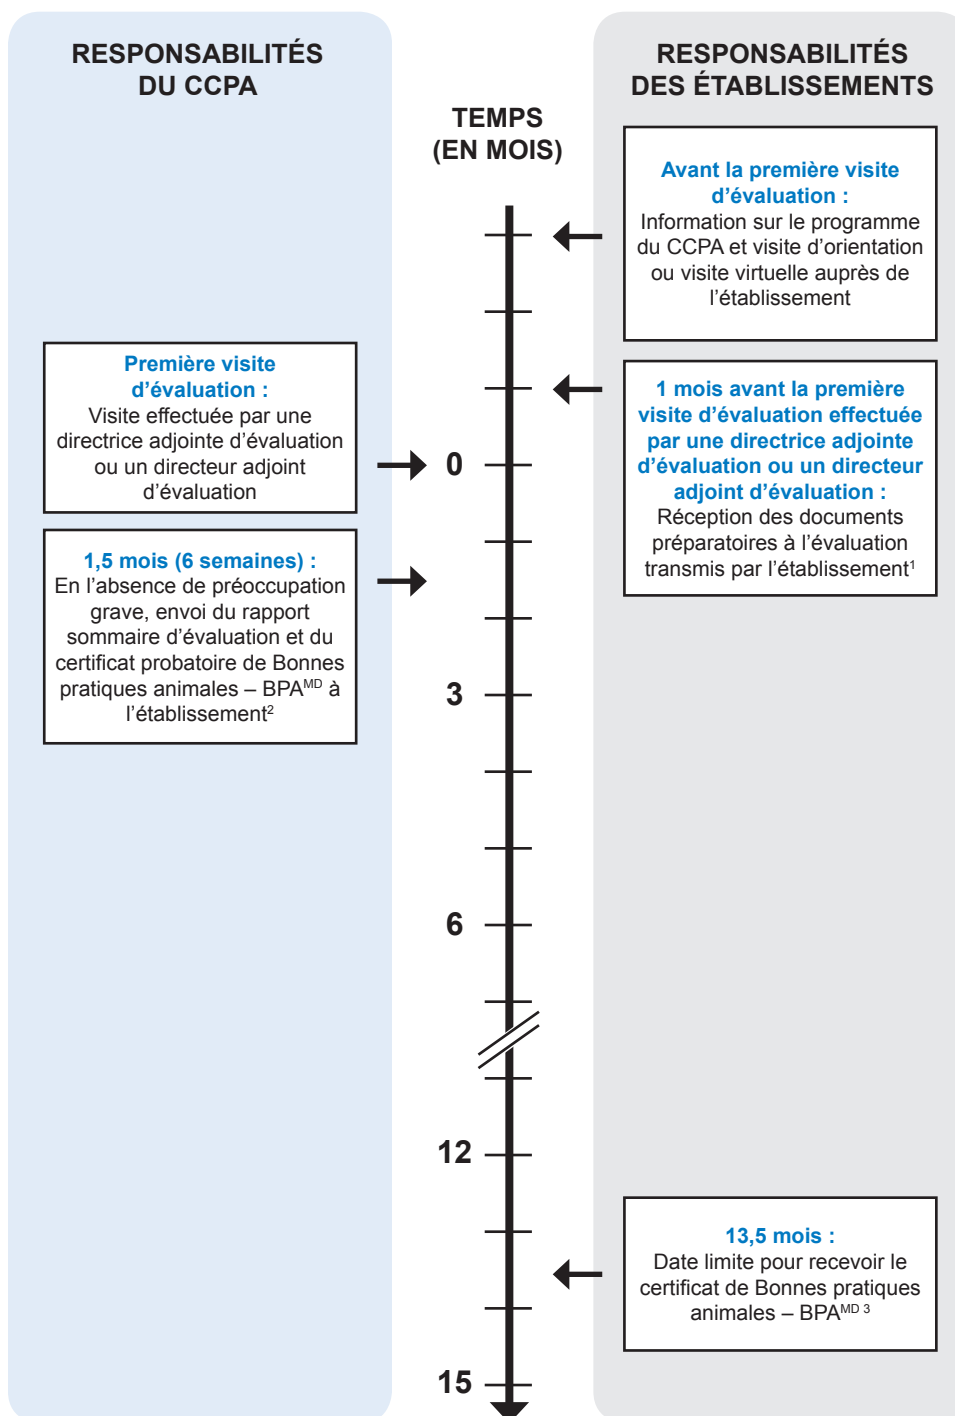 RESPONSABILITÉS
DU CCPA
Première visite
d'évaluation :
Visite effectuée par une
directrice adjointe d'évaluation
ou un directeur adjoint
d'évaluation
1,5 mois (6 semaines) :
En l'absence de préoccupation
grave, envoi du rapport
sommaire d'évaluation et du
certificat probatoire de Bonnes
pratiques animales – BPAMD à
l'établissement2
TEMPS
(EN MOIS)
0
3
6
12
15
RESPONSABILITÉS
DES ÉTABLISSEMENTS
Avant la première visite
d'évaluation :
Information sur le programme
du CCPA et visite d'orientation
ou visite virtuelle auprès de
l'établissement
1 mois avant la première
visite d'évaluation effectuée
par une directrice adjointe
d'évaluation ou un directeur
adjoint d'évaluation :
Réception des documents
préparatoires à l'évaluation
transmis par l'établissement1
13,5 mois :
Date limite pour recevoir le
certificat de Bonnes pratiques
animales – BPAMD 3